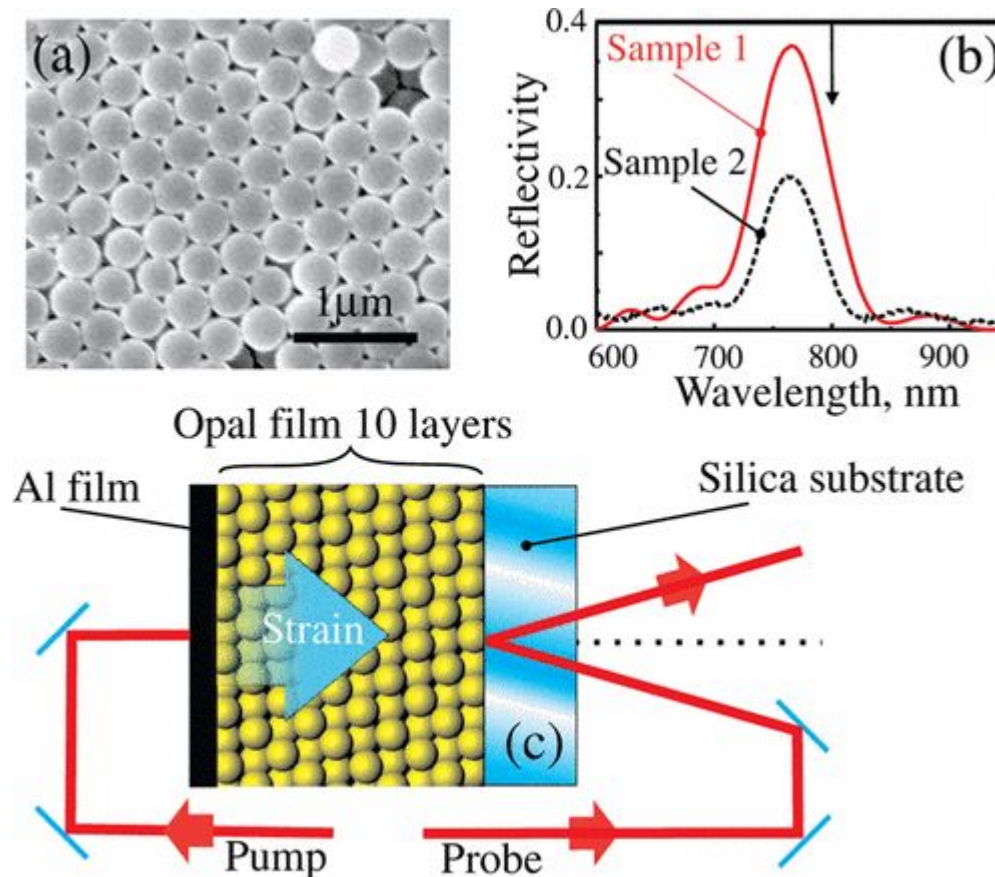 (a)
1μm
0.4
0.2
0.0
Reflectivity
Sample 1
Sample 2
(b)
600 700 800 900
Wavelength, nm
Opal film 10 layers
Al film
Silica substrate
Strain
(c)
Pump
Probe